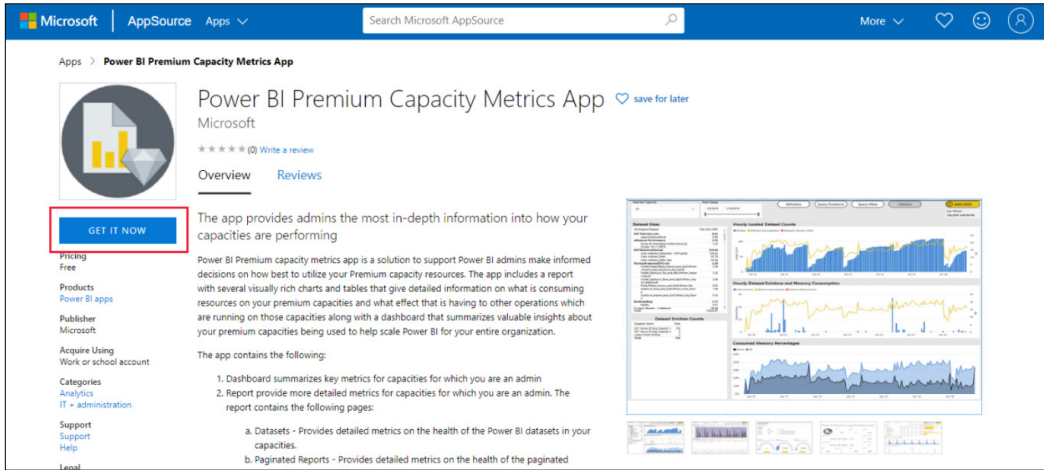 Microsoft
AppSource Apps
Search Microsoft AppSource
More
Apps > Power BI Premium Capacity Metrics App
Power BI Premium Capacity Metrics App
save for later
Microsoft
(0) Write a review
Overview Reviews
GET IT NOW
Pricing
Free
Products
Power BI apps
Publisher
Microsoft
Acquire Using
Work or school account
Categories
Analytics
IT + administration
Support
Support
Help
Legal
The app provides admins the most in-depth information into how your
capacities are performing
Power BI Premium capacity metrics app is a solution to support Power BI admins make informed
decisions on how best to utilize your Premium capacity resources. The app includes a report
with several visually rich charts and tables that give detailed information on what is consuming
resources on your premium capacities and what effect that is having to other operations which
are running on those capacities along with a dashboard that summarizes valuable insights about
your premium capacities being used to help scale Power BI for your entire organization.
The app contains the following:
1. Dashboard summarizes key metrics for capacities for which you are an admin
2. Report provide more detailed metrics for capacities for which you are an admin. The
report contains the following pages:
a. Datasets - Provides detailed metrics on the health of the Power BI datasets in your
capacities.
b. Paginated Reports - Provides detailed metrics on the health of the paginated
Dataset Sizes
Hourly Loaded Dataset Counts
Hourly Dataset Eviction and Memory Consumption
Dataset Eviction Counts
Consumed Memory Percentages